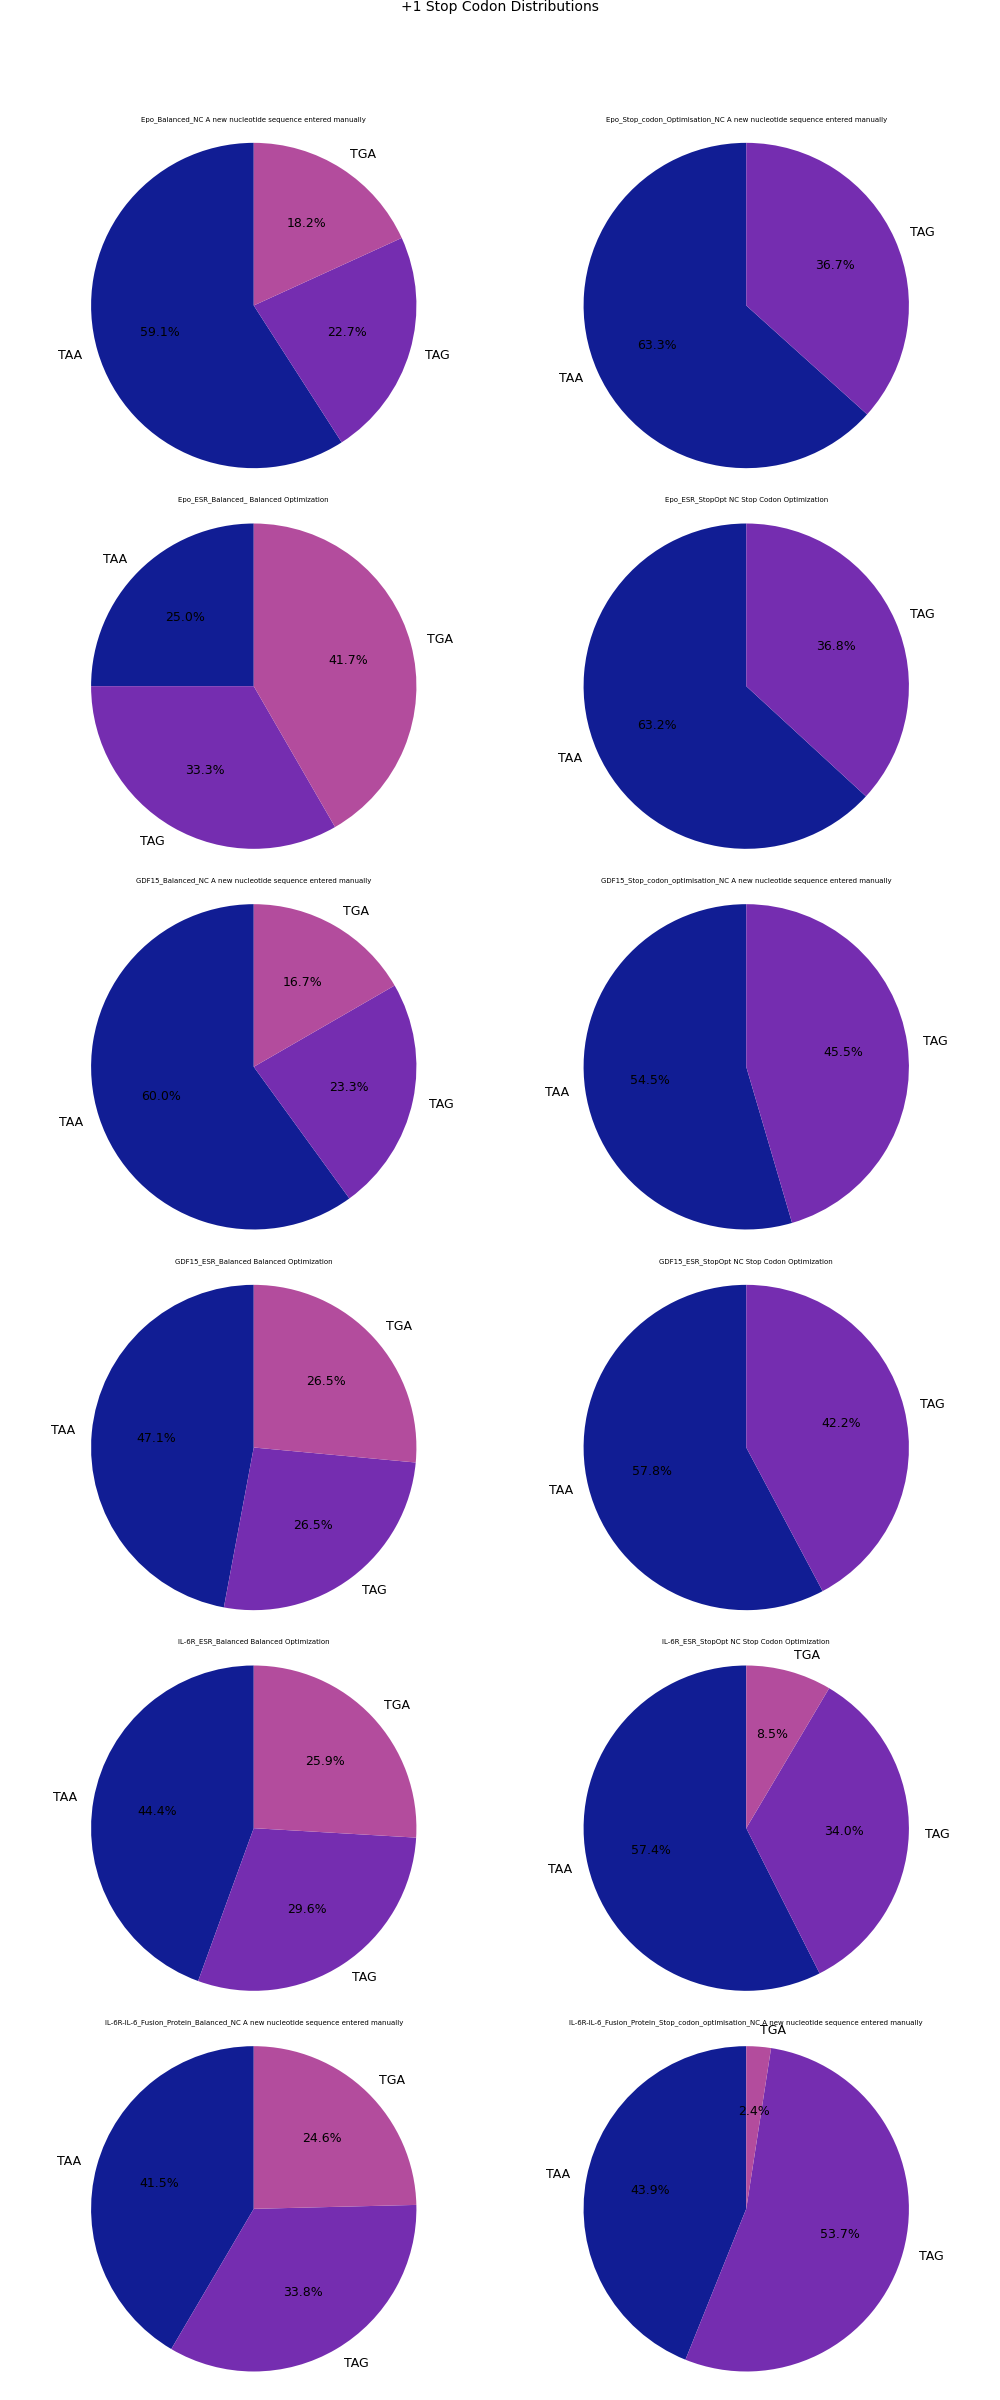 +1 Stop Codon Distributions
Epo_Balanced_NC A new nucleotide sequence entered manually
TGA
18.2%
59.1%
22.7%
TAA
TAG
Epo_Stop_codon_Optimisation_NC A new nucleotide sequence entered manually
TAG
36.7%
63.3%
TAA
Epo_ESR_Balanced_ Balanced Optimization
TAA
25.0%
TGA
41.7%
33.3%
TAG
Epo_ESR_StopOpt NC Stop Codon Optimization
TAG
36.8%
63.2%
TAA
GDF15_Balanced_NC A new nucleotide sequence entered manually
TGA
16.7%
23.3%
60.0%
TAG
TAA
GDF15_Stop_codon_optimisation_NC A new nucleotide sequence entered manually
TAG
45.5%
54.5%
TAA
GDF15_ESR_Balanced Balanced Optimization
TGA
26.5%
TAA
47.1%
26.5%
TAG
GDF15_ESR_StopOpt NC Stop Codon Optimization
TAG
42.2%
57.8%
TAA
IL-6R_ESR_Balanced Balanced Optimization
TGA
25.9%
TAA
44.4%
29.6%
TAG
IL-6R_ESR_StopOpt NC Stop Codon Optimization
TGA
8.5%
34.0%
TAG
57.4%
TAA
IL-6R-IL-6_Fusion_Protein_Balanced_NC A new nucleotide sequence entered manually
TGA
24.6%
TAA
41.5%
33.8%
TAG
IL-6R-IL-6_Fusion_Protein_Stop_codon_optimisation_NC A new nucleotide sequence entered manually
TGA
2.4%
TAA
43.9%
53.7%
TAG